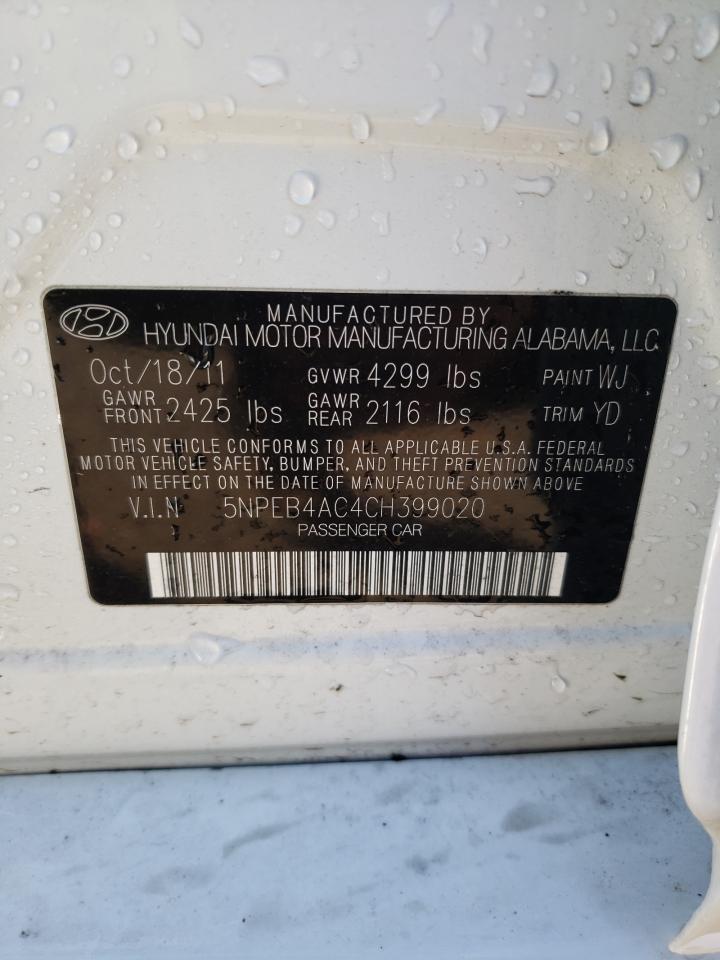 MANUFACTURED BY
HYUNDAI MOTOR MANUFACTURING ALABAMA, LLC
Oct/18/11 GVWR 4299 lbs PAINT WJ
GAWR FRONT 2425 lbs GAWR REAR 2116 lbs TRIM YD
THIS VEHICLE CONFORMS TO ALL APPLICABLE U.S.A. FEDERAL
MOTOR VEHICLE SAFETY, BUMPER, AND THEFT PREVENTION STANDARDS
IN EFFECT ON THE DATE OF MANUFACTURE SHOWN ABOVE
V.I.N 5NPEB4AC4CH399020
PASSENGER CAR